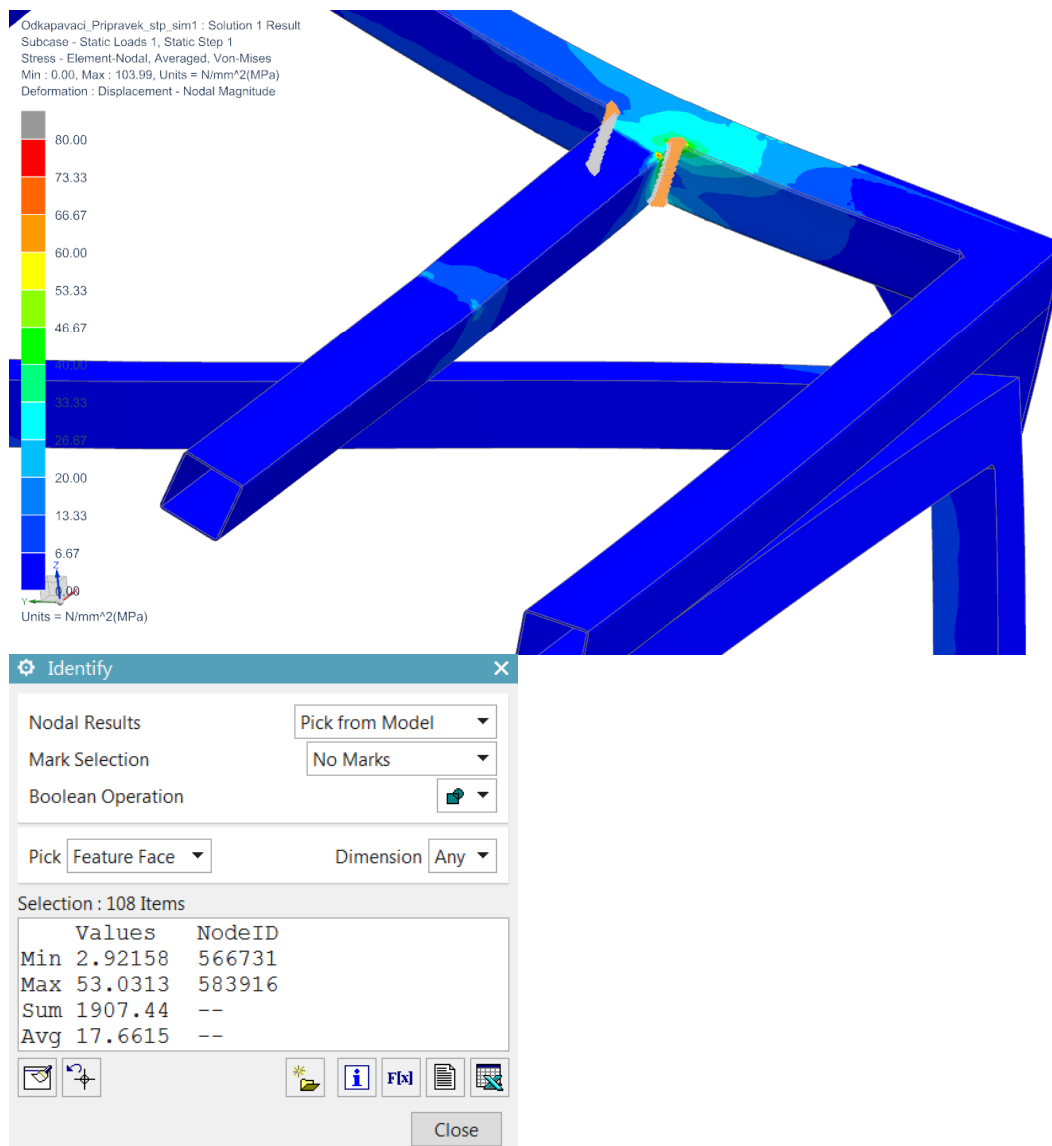 Odkapavaci_Pripravek_stp_sim1 : Solution 1 Result
Subcase - Static Loads 1, Static Step 1
Stress - Element-Nodal, Averaged, Von-Mises
Min : 0.00, Max : 103.99, Units = N/mm^2(MPa)
Deformation : Displacement - Nodal Magnitude
80.00
73.33
66.67
60.00
53.33
46.67
40.00
33.33
26.67
20.00
13.33
6.67
0.00
Z
Y
Units = N/mm^2(MPa)
Identify
Nodal Results Pick from Model
Mark Selection No Marks
Boolean Operation
Pick Feature Face Dimension Any
Selection : 108 Items
Values NodeID
Min 2.92158 566731
Max 53.0313 583916
Sum 1907.44 --
Avg 17.6615 --
i F[x]
Close